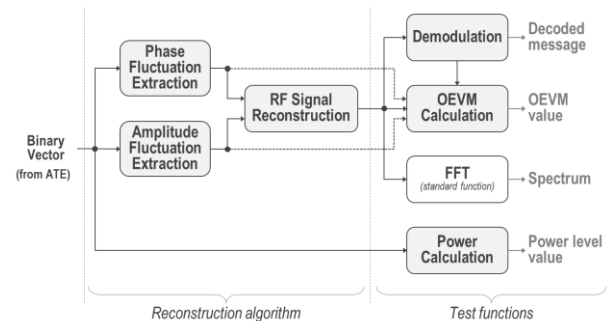 Phase
Fluctuation
Extraction
Amplitude
Fluctuation
Extraction
Binary
Vector
(from ATE)
RF Signal
Reconstruction
Demodulation
Decoded
message
OEVM
Calculation
OEVM
value
FFT
(standard function)
Spectrum
Power
Calculation
Power level
value
Reconstruction algorithm
Test functions